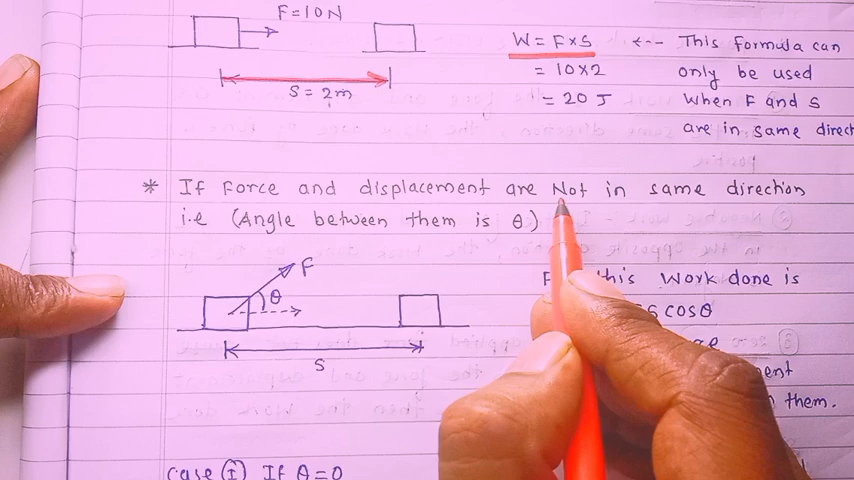 F=10N
S = 2m
W = F×S ←-- This formula can
= 10×2 only be used
= 20 J When F and S
are in same direct
* If Force and displacement are Not in same direction
i.e (Angle between them is θ)
F
θ
S
this Work done is
cosθ
them.
case (I) If θ=0